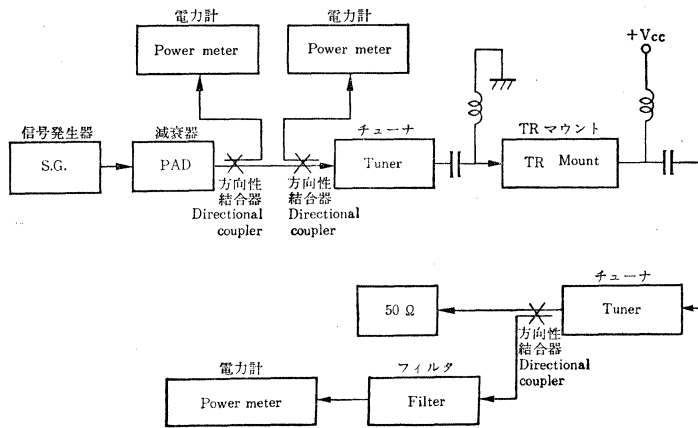 電力計
Power meter
電力計
Power meter
+Vcc
信号発生器
S.G.
減衰器
PAD
方向性
結合器
Directional
coupler
方向性
結合器
Directional
coupler
チューナ
Tuner
TRマウント
TR Mount
チューナ
Tuner
50 Ω
方向性
結合器
Directional
coupler
フィルタ
Filter
電力計
Power meter